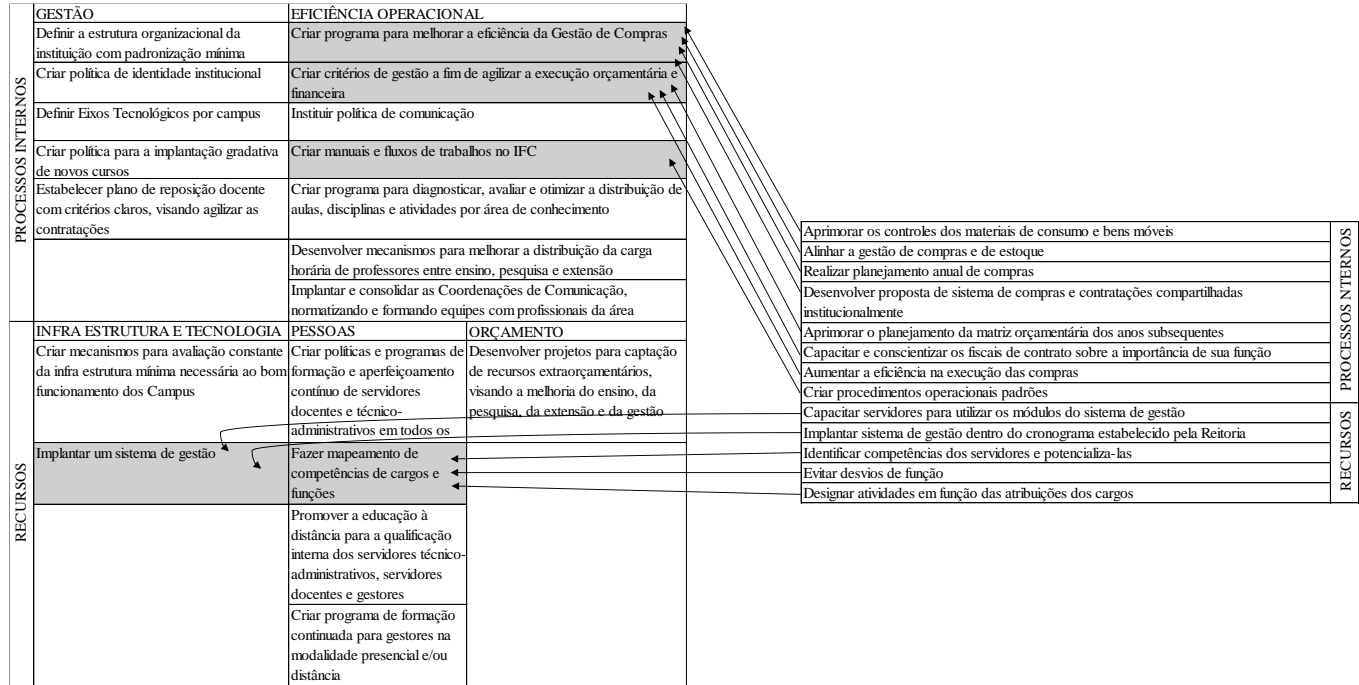 PROCESSOS INTERNOS
GESTÃO
EFICIÊNCIA OPERACIONAL
Definir a estrutura organizacional da
instituição com padronização mínima
Criar programa para melhorar a eficiência da Gestão de Compras
Criar política de identidade institucional
Criar critérios de gestão a fim de agilizar a execução orçamentária e
financeira
Definir Eixos Tecnológicos por campus
Instituir política de comunicação
Criar política para a implantação gradativa
de novos cursos
Criar manuais e fluxos de trabalhos no IFC
Estabelecer plano de reposição docente
com critérios claros, visando agilizar as
contratações
Criar programa para diagnosticar, avaliar e otimizar a distribuição de
aulas, disciplinas e atividades por área de conhecimento
Desenvolver mecanismos para melhorar a distribuição da carga
horária de professores entre ensino, pesquisa e extensão
Implantar e consolidar as Coordenações de Comunicação,
normatizando e formando equipes com profissionais da área
RECURSOS
INFRA ESTRUTURA E TECNOLOGIA
PESSOAS
ORÇAMENTO
Criar mecanismos para avaliação constante
da infra estrutura mínima necessária ao bom
funcionamento dos Campus
Criar políticas e programas de
formação e aperfeiçoamento
contínuo de servidores
docentes e técnico-
administrativos em todos os
Desenvolver projetos para captação
de recursos extraorçamentários,
visando a melhoria do ensino, da
pesquisa, da extensão e da gestão
Implantar um sistema de gestão
Fazer mapeamento de
competências de cargos e
funções
Promover a educação à
distância para a qualificação
interna dos servidores técnico-
administrativos, servidores
docentes e gestores
Criar programa de formação
continuada para gestores na
modalidade presencial e/ou
distância
Aprimorar os controles dos materiais de consumo e bens móveis
Alinhar a gestão de compras e de estoque
Realizar planejamento anual de compras
Desenvolver proposta de sistema de compras e contratações compartilhadas
institucionalmente
Aprimorar o planejamento da matriz orçamentária dos anos subsequentes
Capacitar e conscientizar os fiscais de contrato sobre a importância de sua função
Aumentar a eficiência na execução das compras
Criar procedimentos operacionais padrões
PROCESSOS NTERNOS
Capacitar servidores para utilizar os módulos do sistema de gestão
Implantar sistema de gestão dentro do cronograma estabelecido pela Reitoria
Identificar competências dos servidores e potencializa-las
Evitar desvios de função
Designar atividades em função das atribuições dos cargos
RECURSOS